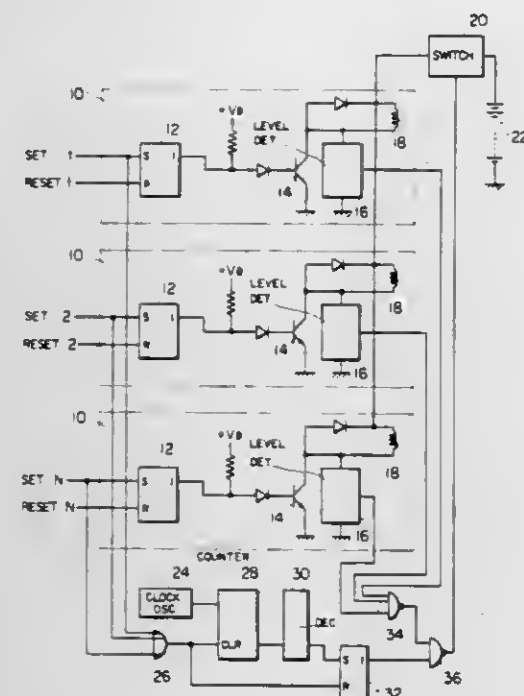 20
SWITCH
22
10
12
+VB
LEVEL
DET
SET 1
S 1
RESET 1
R
14
16
18
10
12
+VB
LEVEL
DET
SET 2
S 1
RESET 2
R
14
16
18
10
12
+VB
LEVEL
DET
SET N
S 1
RESET N
R
14
16
18
COUNTER
24
28
30
CLOCK
OSC
DEC
CLR
34
26
S 1
R
36
32